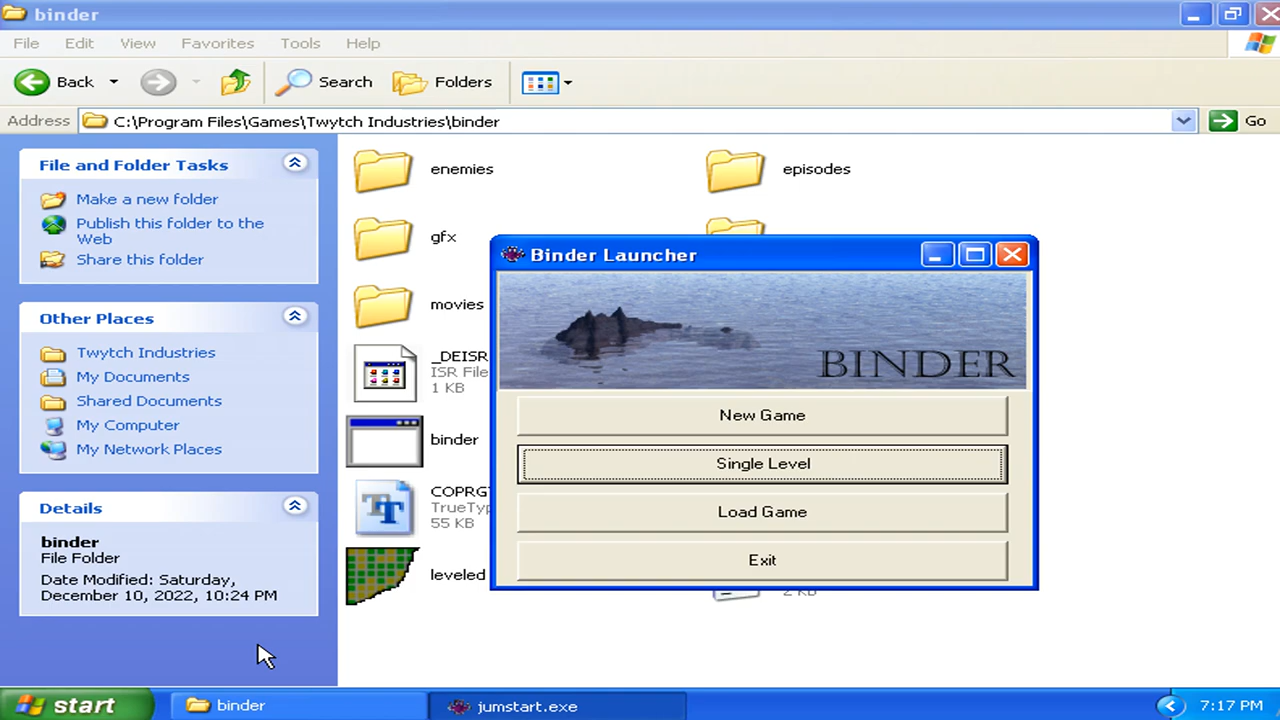 binder
File Edit View Favorites Tools Help
Back Search Folders
Address C:\Program Files\Games\Twytch Industries\binder Go
File and Folder Tasks
Make a new folder
Publish this folder to the
Web
Share this folder
Other Places
Twytch Industries
My Documents
Shared Documents
My Computer
My Network Places
Details
binder
File Folder
Date Modified: Saturday,
December 10, 2022, 10:24 PM
enemies
episodes
gfx
movies
_DEISR
ISR File
1 KB
binder
TrueTyp
55 KB
leveled
2 KB
Binder Launcher
BINDER
New Game
Single Level
Load Game
Exit
start binder jumstart.exe 7:17 PM